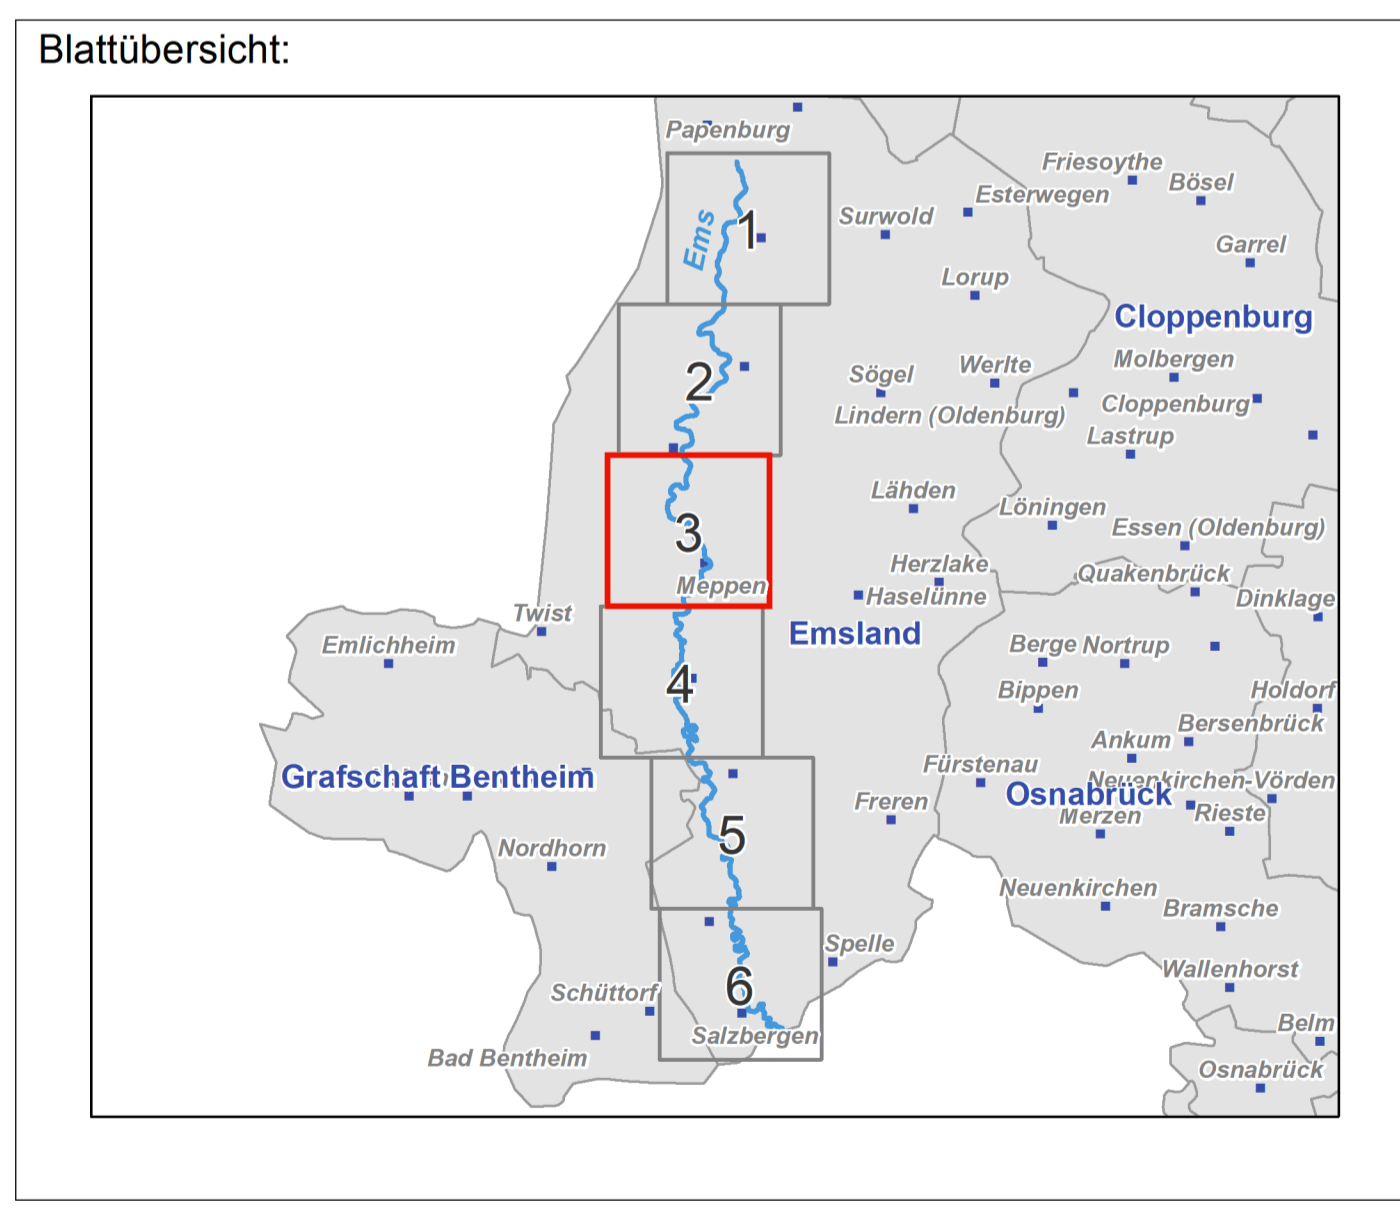 Blattübersicht:
Papenburg
Friesoythe
Bösel
Esterwegen
Surwold
Ems
1
Garrel
Lorup
Cloppenburg
Molbergen
Werlte
Sögel
2
Cloppenburg
Lindern (Oldenburg)
Lastrup
Lähden
Löningen
Essen (Oldenburg)
3
Herzlake
Quakenbrück
Meppen
Haselünne
Dinklage
Twist
Emsland
Emlichheim
Berge
Nortrup
4
Bippen
Holdorf
Bersenbrück
Ankum
Fürstenau
Grafschaft Bentheim
Neuenkirchen-Vörden
Osnabrück
Freren
Merzen
Rieste
5
Nordhorn
Neuenkirchen
Bramsche
Spelle
Wallenhorst
6
Schüttorf
Belm
Salzbergen
Bad Bentheim
Osnabrück